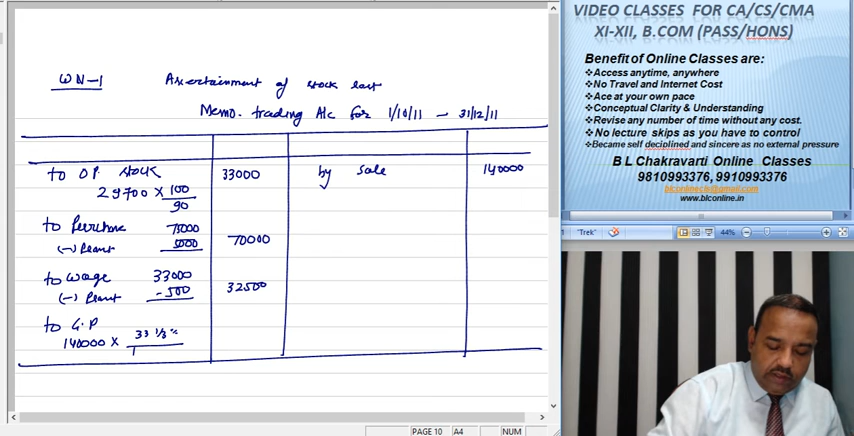 WN-1 Ascertainment of stock lost
Memo. trading A/c for 1/10/11 - 31/12/11
to OP. stock 33000 by sale 140000
29700 × 100
90
to Purchase 75000
(-) Plant 5000 70000
to wage 33000
(-) Plant - 500 32500
to G.P
140000 × 33 1/3 %
1
PAGE 10 A4 NUM
VIDEO CLASSES FOR CA/CS/CMA
XI-XII, B.COM (PASS/HONS)
Benefit of Online Classes are:
❖Access anytime, anywhere
❖No Travel and Internet Cost
❖Ace at your own pace
❖Conceptual Clarity & Understanding
❖Revise any number of time without any cost.
❖No lecture skips as you have to control
❖Became self deciplined and sincere as no external pressure
B L Chakravarti Online Classes
9810993376, 9910993376
www.blconline.in
"Trek" 44%